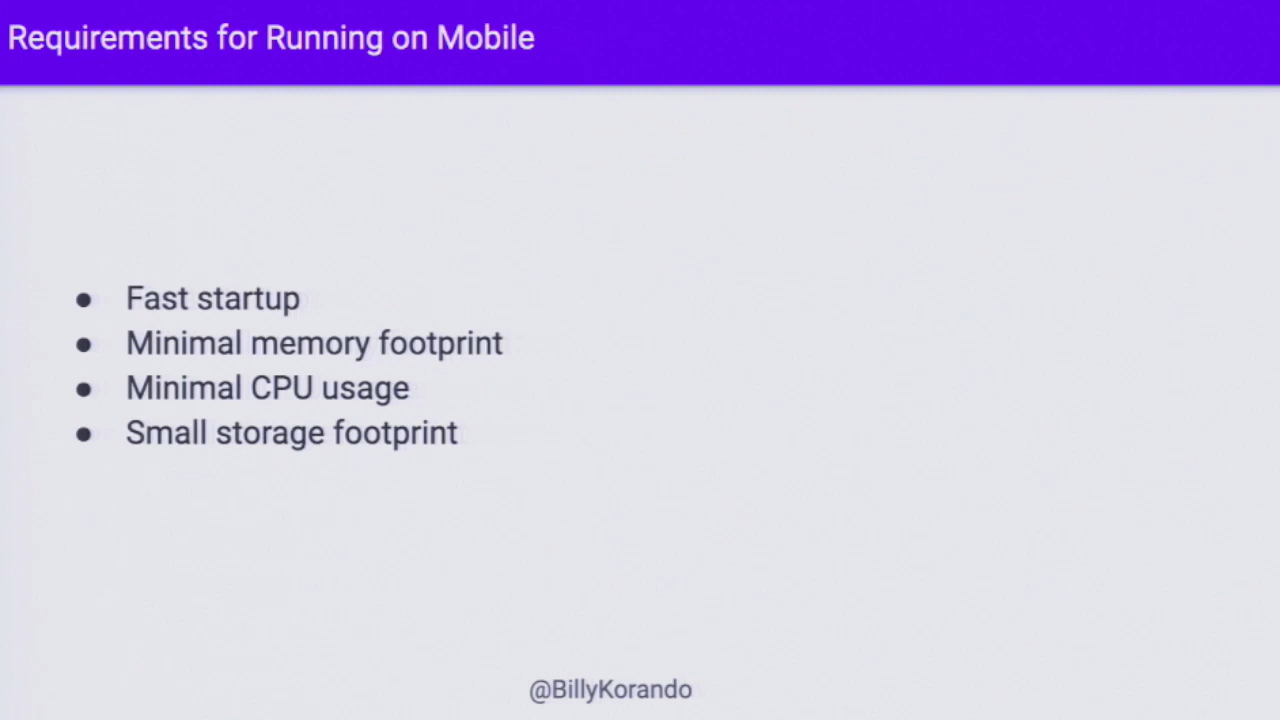 Requirements for Running on Mobile
● Fast startup
● Minimal memory footprint
● Minimal CPU usage
● Small storage footprint
@BillyKorando